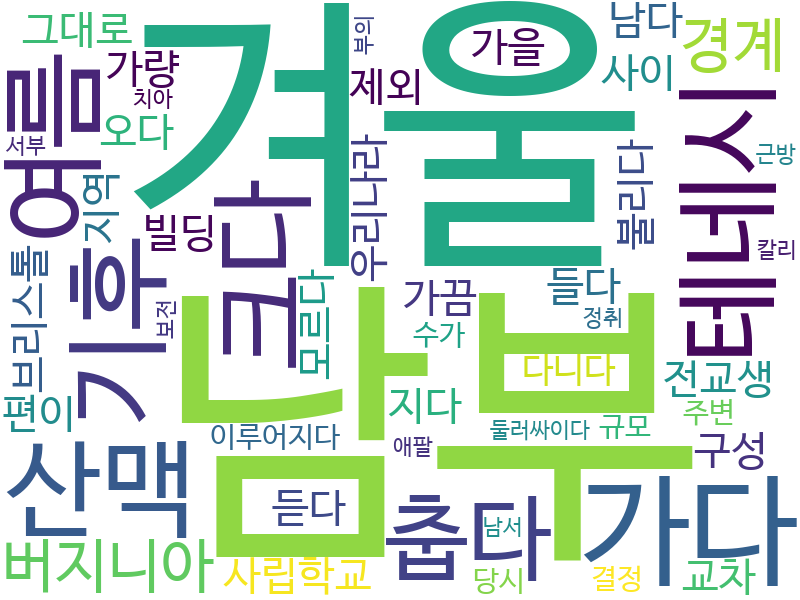 겨울
남부
그대로
가량
치아
부의
가을
남다
경계
사이
제외
오다
서부
여름
지역
빌딩
크다
우리나라
불리다
테네시
근방
칼리
브리스톨
기후
보전
모르다
가끔
들다
정취
수가
다니다
전교생
편이
지다
주변
이루어지다
애팔
둘러싸이다
규모
구성
산맥
듣다
춥다
남서
가다
버지니아
사립학교
당시
결정
교차